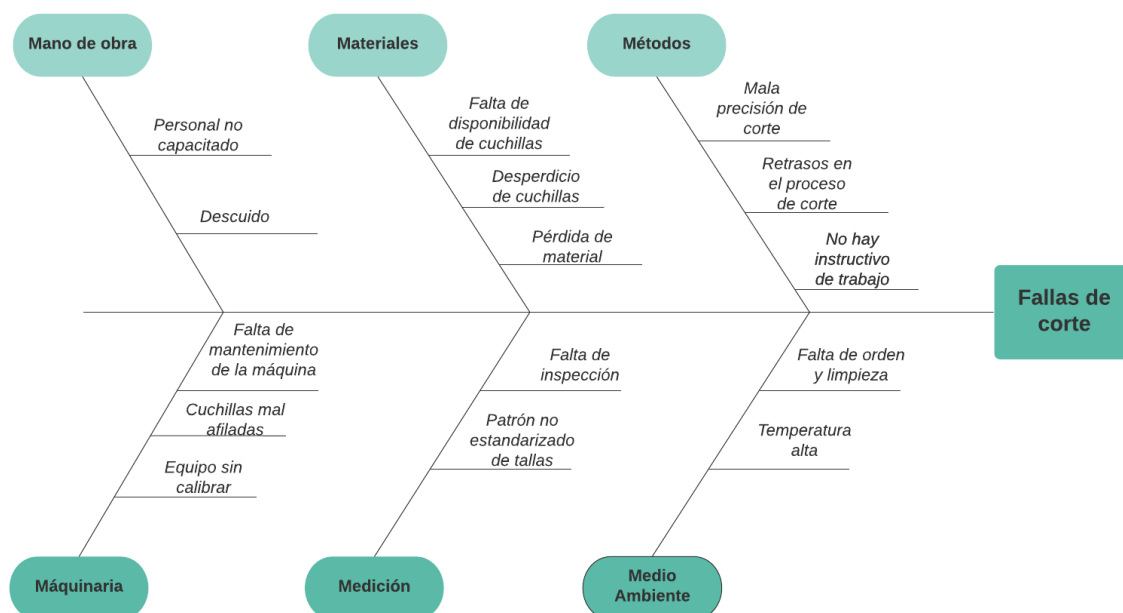 Mano de obra
Materiales
Métodos
Personal no
capacitado
Descuido
Falta de
disponibilidad
de cuchillas
Desperdicio
de cuchillas
Pérdida de
material
Mala
precisión de
corte
Retrasos en
el proceso
de corte
No hay
instructivo
de trabajo
Fallas de
corte
Falta de
mantenimiento
de la máquina
Cuchillas mal
afiladas
Equipo sin
calibrar
Falta de
inspección
Patrón no
estandarizado
de tallas
Falta de orden
y limpieza
Temperatura
alta
Máquinaria
Medición
Medio
Ambiente